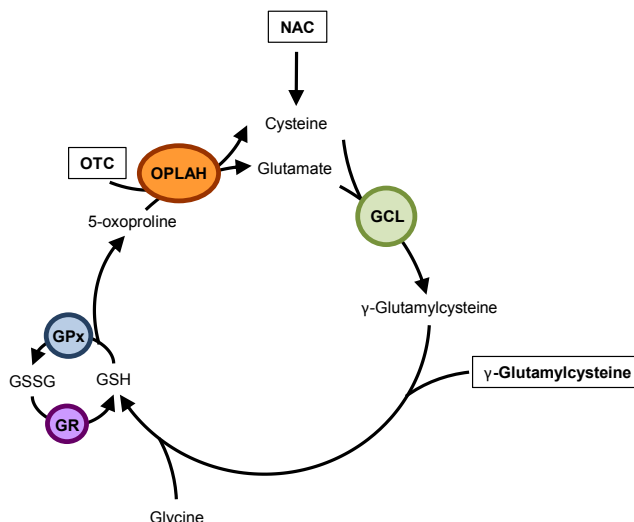 NAC
Cysteine
OTC
OPLAH
Glutamate
5-oxoproline
GCL
γ-Glutamylcysteine
GPx
γ-Glutamylcysteine
GSSG
GSH
GR
Glycine